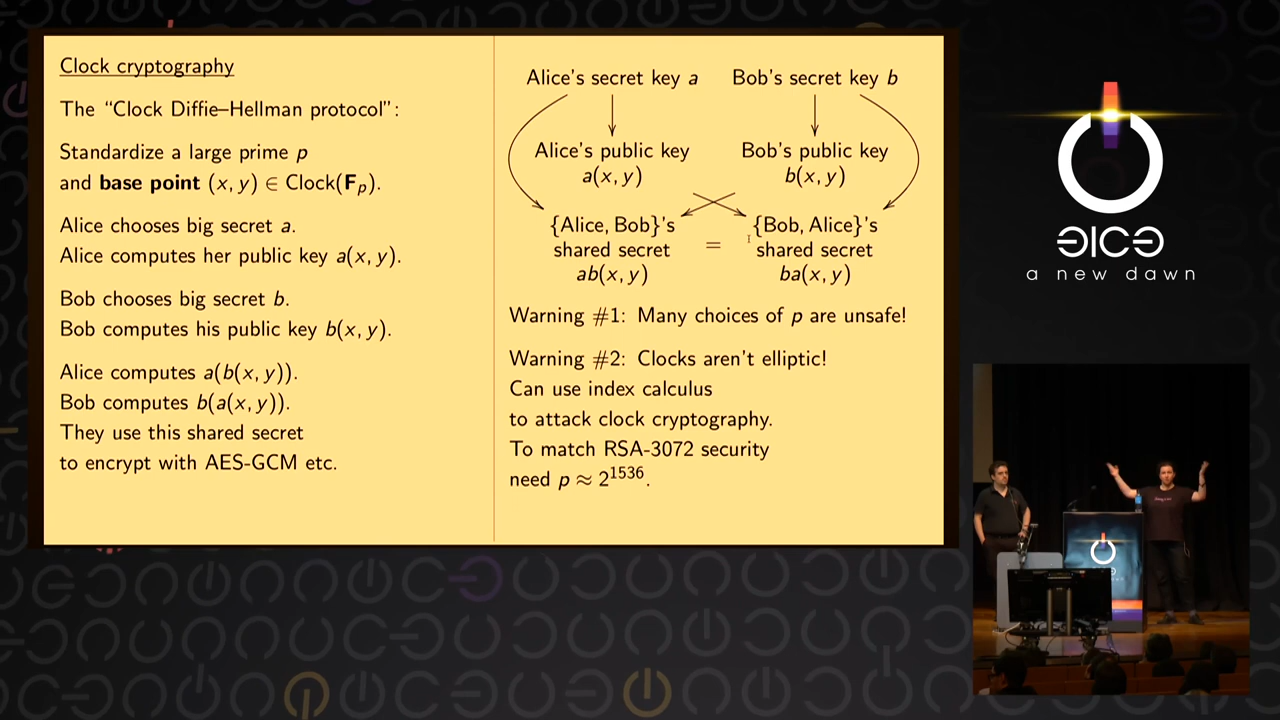 Clock cryptography
The “Clock Diffie–Hellman protocol”:
Standardize a large prime p
and base point (x, y) ∈ Clock(Fₚ).
Alice chooses big secret a.
Alice computes her public key a(x, y).
Bob chooses big secret b.
Bob computes his public key b(x, y).
Alice computes a(b(x, y)).
Bob computes b(a(x, y)).
They use this shared secret
to encrypt with AES-GCM etc.
Alice's secret key a
Bob's secret key b
Alice's public key
a(x, y)
Bob's public key
b(x, y)
{Alice, Bob}'s
shared secret
ab(x, y)
=
{Bob, Alice}'s
shared secret
ba(x, y)
Warning #1: Many choices of p are unsafe!
Warning #2: Clocks aren't elliptic!
Can use index calculus
to attack clock cryptography.
To match RSA-3072 security
need p ≈ 2¹⁵³⁶.
a new dawn